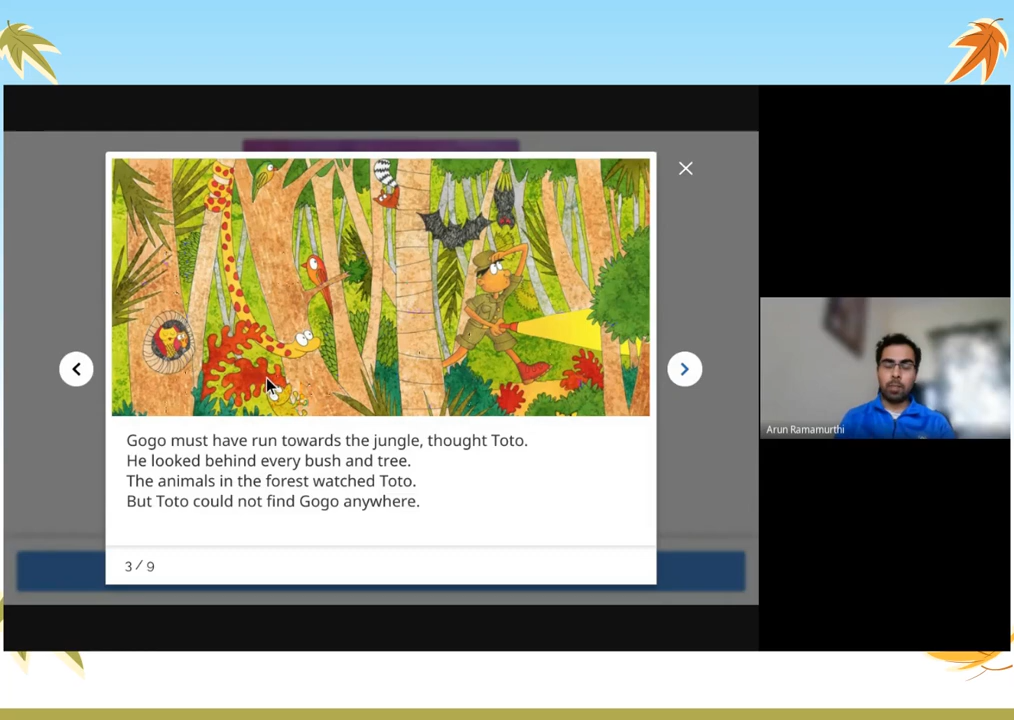 Gogo must have run towards the jungle, thought Toto.
He looked behind every bush and tree.
The animals in the forest watched Toto.
But Toto could not find Gogo anywhere.
3 / 9
Arun Ramamurthi